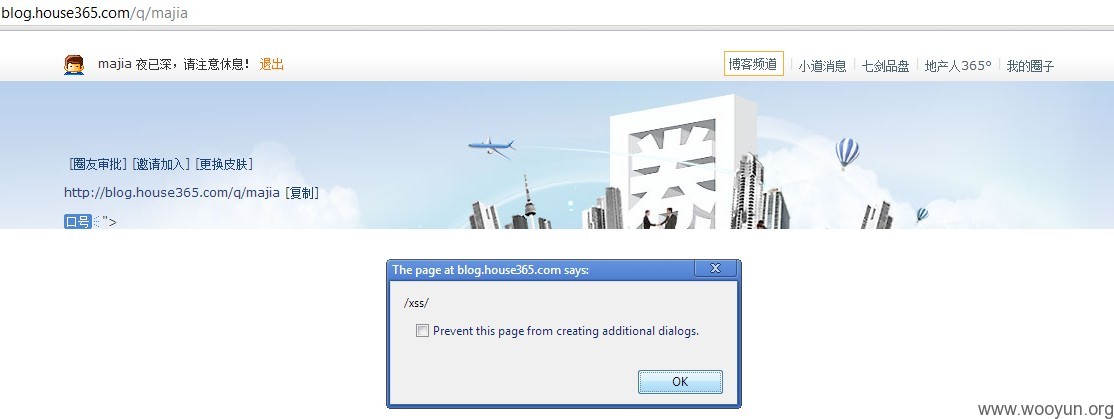 blog.house365.com/q/majia
majia 夜已深，请注意休息！ 退出
博客频道 小道消息 七剑品盘 地产人365° 我的圈子
[圈友审批] [邀请加入] [更换皮肤]
http://blog.house365.com/q/majia [复制]
口号 ">
券
The page at blog.house365.com says:
/xss/
Prevent this page from creating additional dialogs.
OK
www.wooyun.org